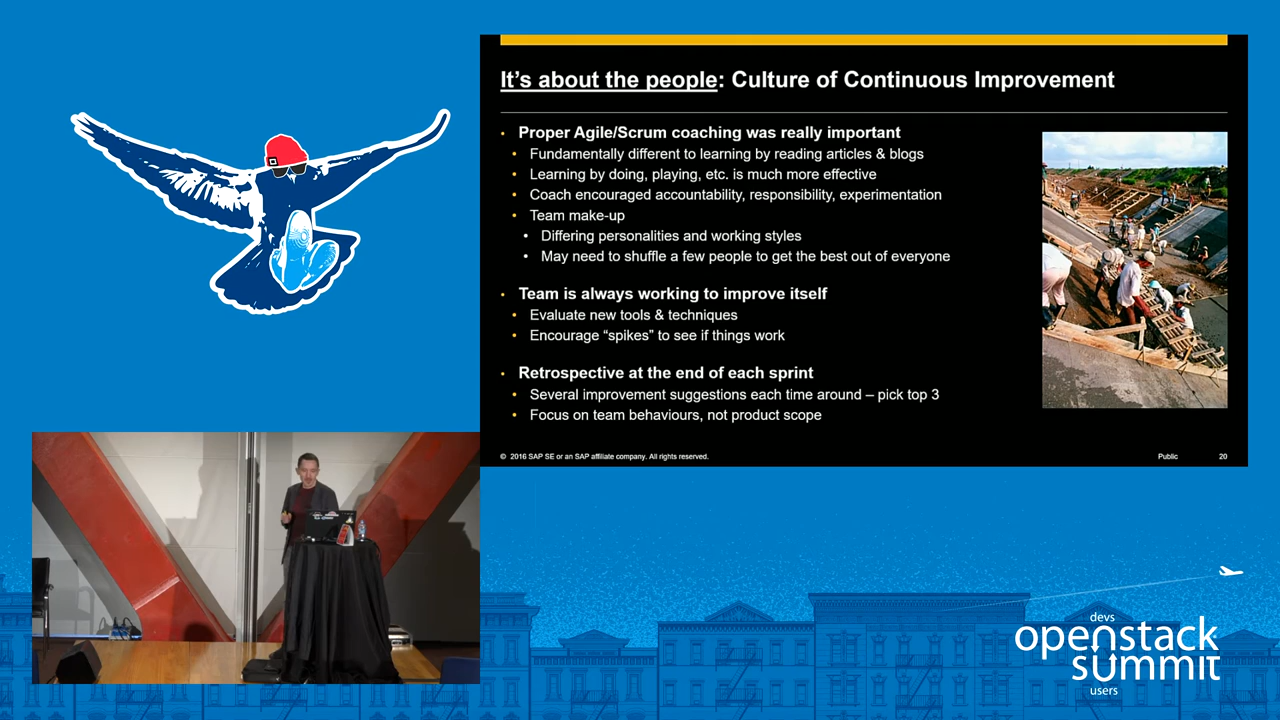 It's about the people: Culture of Continuous Improvement
• Proper Agile/Scrum coaching was really important
• Fundamentally different to learning by reading articles & blogs
• Learning by doing, playing, etc. is much more effective
• Coach encouraged accountability, responsibility, experimentation
• Team make-up
• Differing personalities and working styles
• May need to shuffle a few people to get the best out of everyone
• Team is always working to improve itself
• Evaluate new tools & techniques
• Encourage “spikes” to see if things work
• Retrospective at the end of each sprint
• Several improvement suggestions each time around – pick top 3
• Focus on team behaviours, not product scope
© 2016 SAP SE or an SAP affiliate company. All rights reserved.
Public
20
devs
openstack
summit
users